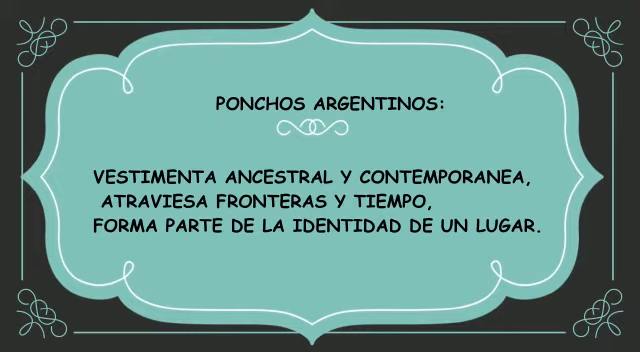 PONCHOS ARGENTINOS:
VESTIMENTA ANCESTRAL Y CONTEMPORANEA,
ATRAVIESA FRONTERAS Y TIEMPO,
FORMA PARTE DE LA IDENTIDAD DE UN LUGAR.